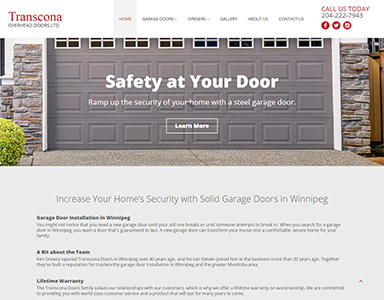 Transcona
OVERHEAD DOORS LTD
HOME
GARAGE DOORS
OPENERS
GALLERY
ABOUT US
CONTACT US
CALL US TODAY
204-222-7943
Safety at Your Door
Ramp up the security of your home with a steel garage door.
Learn More
Increase Your Home's Security with Solid Garage Doors in Winnipeg
Garage Door Installation in Winnipeg
You might not notice that you need a new garage door until your old one breaks or until someone attempts to break in. When you search for a
door in Winnipeg, you want a door that's guaranteed to last. A new garage door can transform your house into a comfortable, secure home for your
family.
A Bit about the Team
Ken Drewry opened Transcona Doors in Winnipeg over 40 years ago, and his son Steven joined him in the business more than 20 years ago. Together
they've built a reputation for trustworthy garage door installation in Winnipeg and the greater Manitoba area.
Lifetime Warranty
The Transcona Doors family values our relationships with our customers, which is why we offer a lifetime warranty on workmanship. We are committed
to providing you with world-class customer service and a product that will last for many years to come.